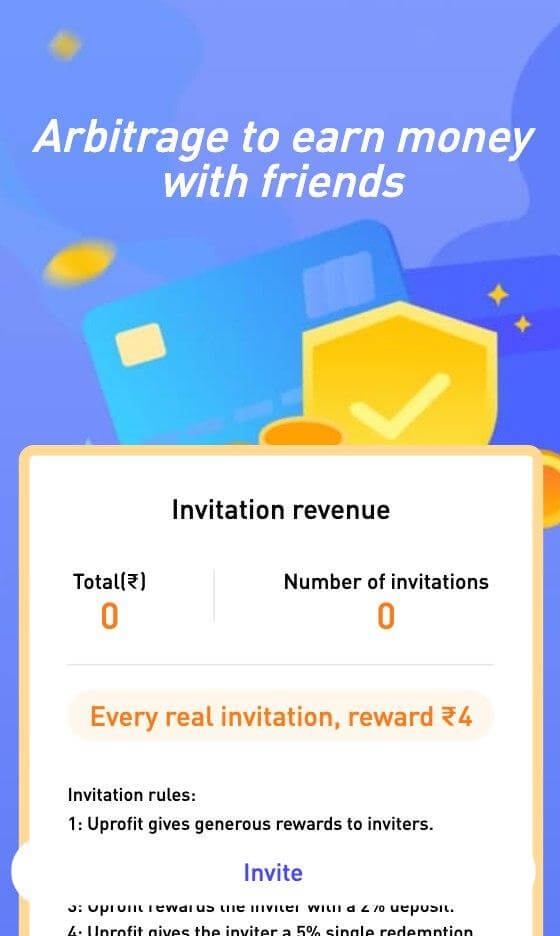 Arbitrage to earn money
with friends
Invitation revenue
Total(₹)
Number of invitations
0
0
Every real invitation, reward ₹4
Invitation rules:
1: Uprofit gives generous rewards to inviters.
Invite
3: Uprofit rewards the inviter with a 2% deposit.
4: Uprofit gives the inviter a 5% single redemption